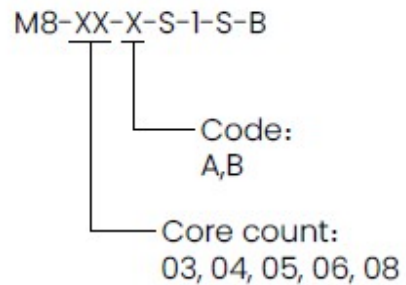 M8-XX-X-S-1-S-B
Code:
A,B
Core count:
03, 04, 05, 06, 08